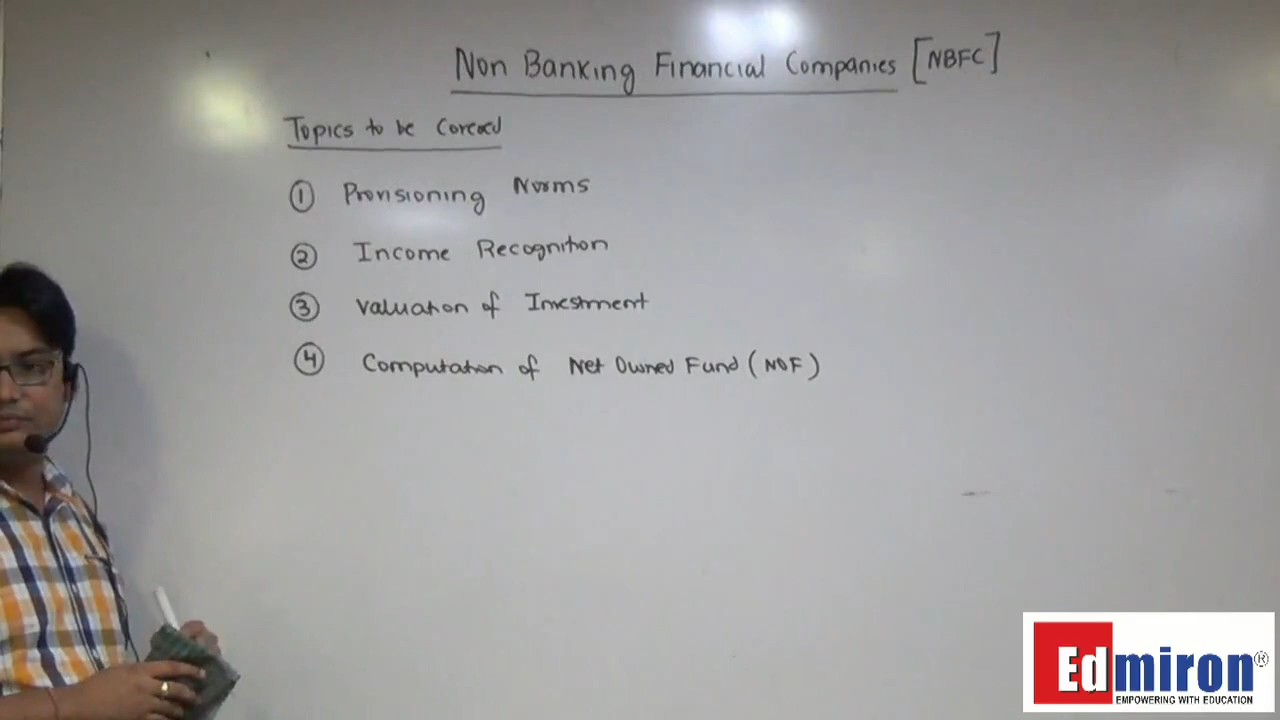 Non Banking Financial Companies [NBFC]
Topics to be Covered
① Provisioning Norms
② Income Recognition
③ Valuation of Investment
④ Computation of Net Owned Fund (NOF)
Edmiron®
EMPOWERING WITH EDUCATION